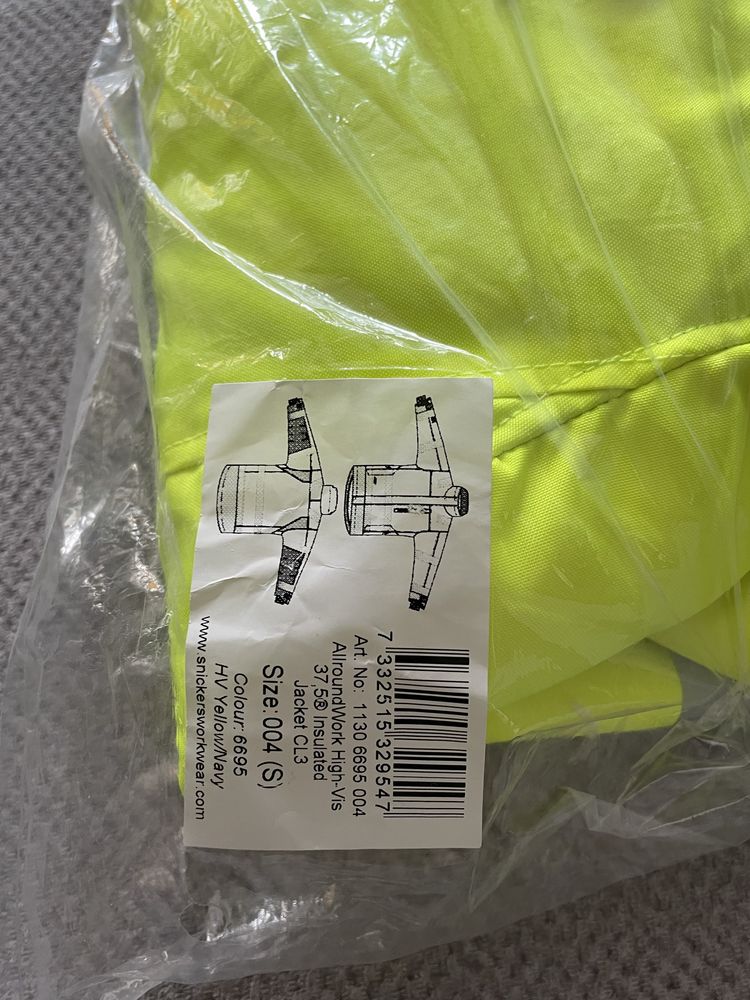 7 332515 329547
Art. No: 1130 6695 004
AllroundWork High-Vis
37,5® Insulated
Jacket CL3
Size: 004 (S)
Colour: 6695
HV Yellow/Navy
www.snickersworkwear.com